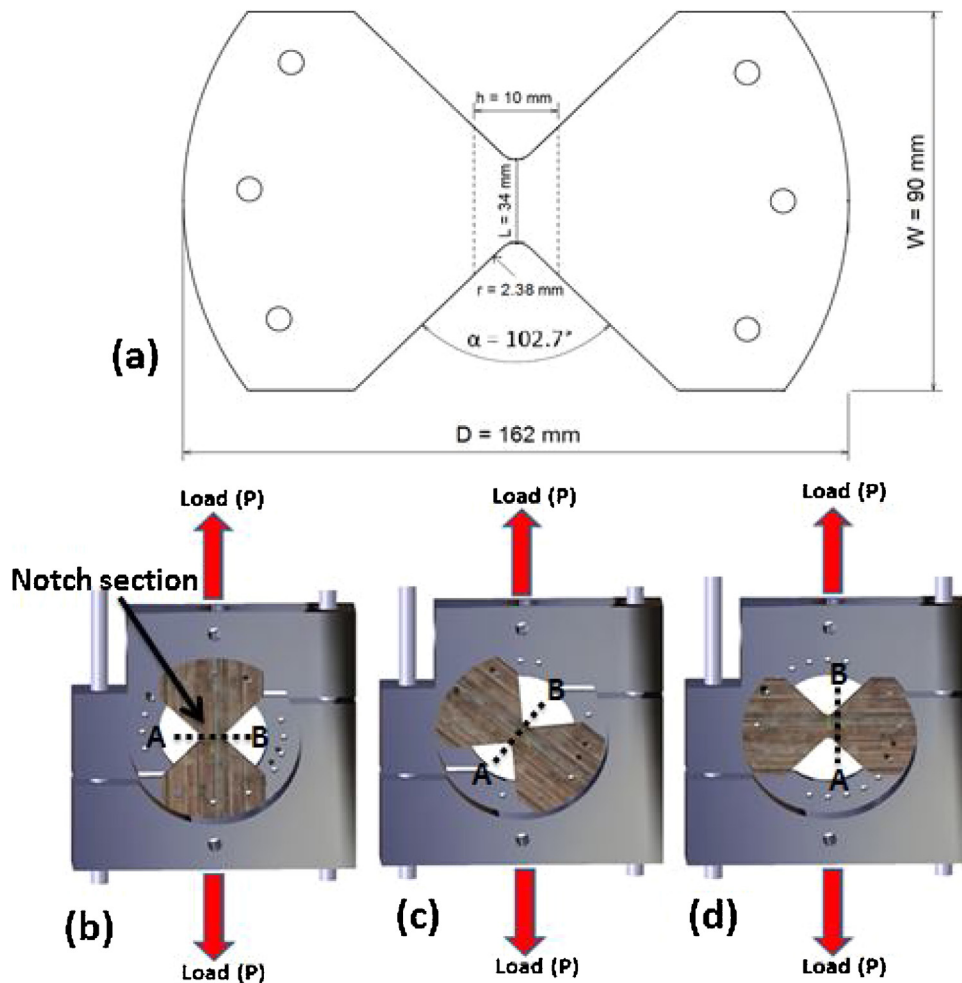 h = 10 mm
L = 34 mm
W = 90 mm
r = 2.38 mm
α = 102.7°
(a)
D = 162 mm
Load (P)
Load (P)
Load (P)
Notch section
A
B
B
A
B
A
(b)
(c)
(d)
Load (P)
Load (P)
Load (P)